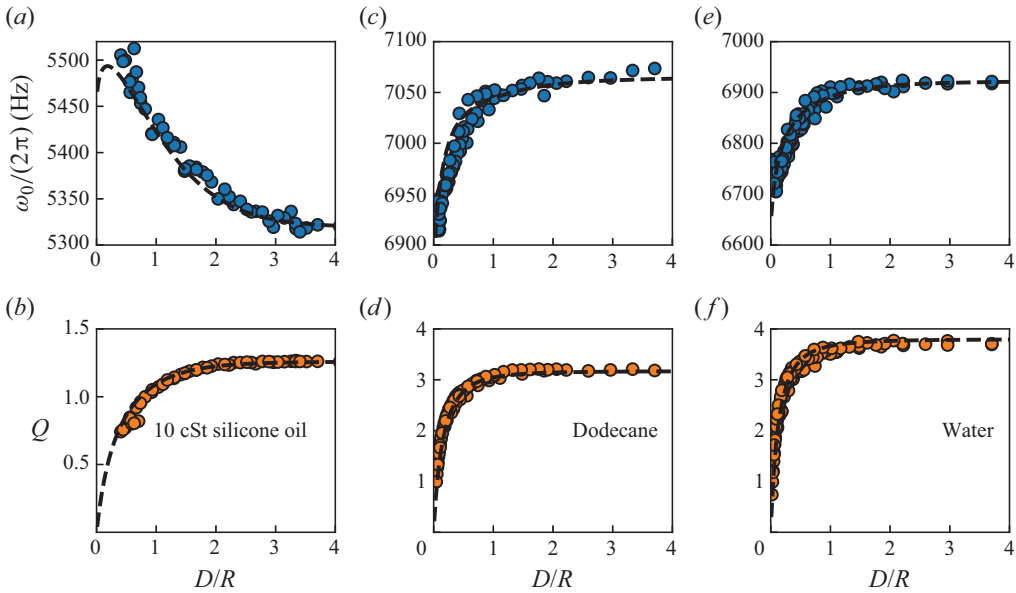 (a) (c) (e)
ω0/(2π) (Hz)
5500
5450
5400
5350
5300
0 1 2 3 4
7100
7050
7000
6950
6900
0 1 2 3 4
7000
6900
6800
6700
6600
0 1 2 3 4
(b) (d) (f)
Q
1.5
1.0
0.5
0 1 2 3 4
10 cSt silicone oil
D/R
4
3
2
1
0 1 2 3 4
Dodecane
D/R
4
3
2
1
0 1 2 3 4
Water
D/R